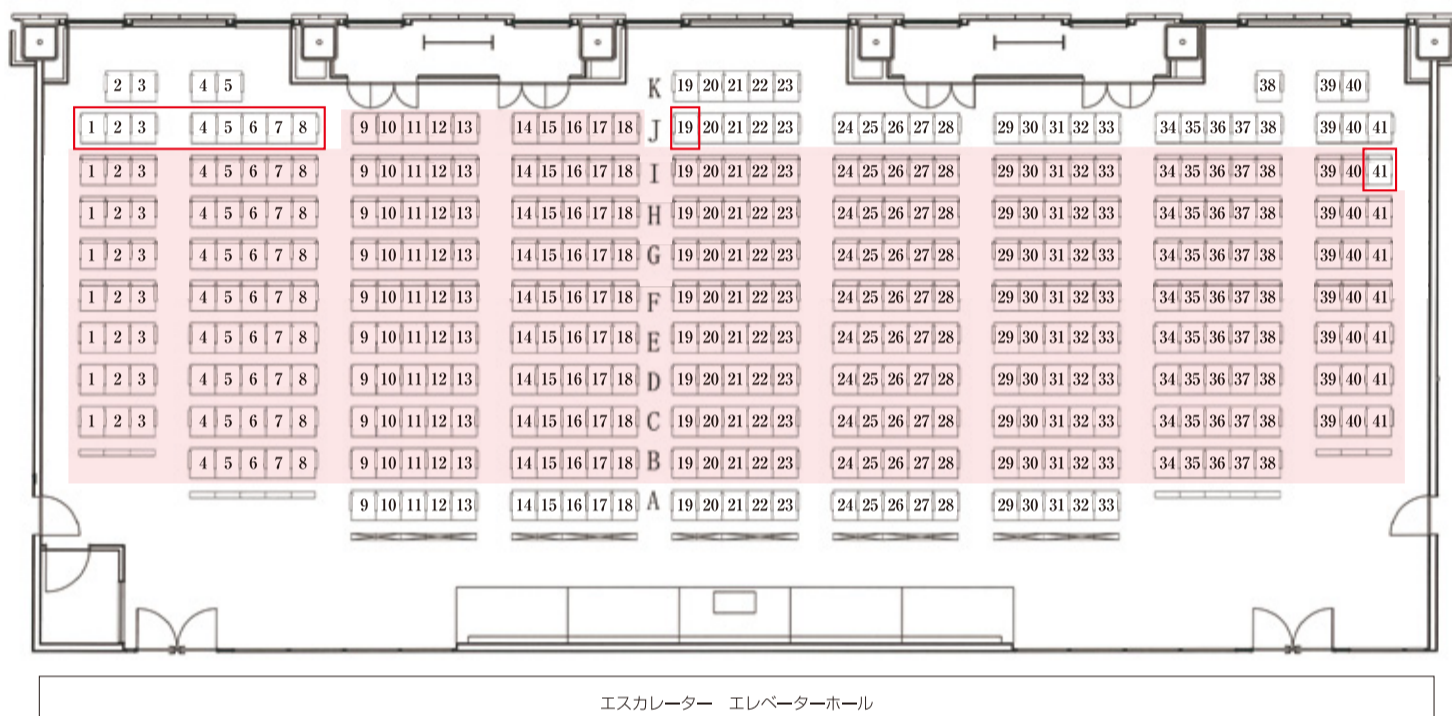 2 3 4 5 K 19 20 21 22 23 38 39 40
1 2 3 4 5 6 7 8 9 10 11 12 13 14 15 16 17 18 J 19 20 21 22 23 24 25 26 27 28 29 30 31 32 33 34 35 36 37 38 39 40 41
1 2 3 4 5 6 7 8 9 10 11 12 13 14 15 16 17 18 I 19 20 21 22 23 24 25 26 27 28 29 30 31 32 33 34 35 36 37 38 39 40 41
1 2 3 4 5 6 7 8 9 10 11 12 13 14 15 16 17 18 H 19 20 21 22 23 24 25 26 27 28 29 30 31 32 33 34 35 36 37 38 39 40 41
1 2 3 4 5 6 7 8 9 10 11 12 13 14 15 16 17 18 G 19 20 21 22 23 24 25 26 27 28 29 30 31 32 33 34 35 36 37 38 39 40 41
1 2 3 4 5 6 7 8 9 10 11 12 13 14 15 16 17 18 F 19 20 21 22 23 24 25 26 27 28 29 30 31 32 33 34 35 36 37 38 39 40 41
1 2 3 4 5 6 7 8 9 10 11 12 13 14 15 16 17 18 E 19 20 21 22 23 24 25 26 27 28 29 30 31 32 33 34 35 36 37 38 39 40 41
1 2 3 4 5 6 7 8 9 10 11 12 13 14 15 16 17 18 D 19 20 21 22 23 24 25 26 27 28 29 30 31 32 33 34 35 36 37 38 39 40 41
1 2 3 4 5 6 7 8 9 10 11 12 13 14 15 16 17 18 C 19 20 21 22 23 24 25 26 27 28 29 30 31 32 33 34 35 36 37 38 39 40 41
4 5 6 7 8 9 10 11 12 13 14 15 16 17 18 B 19 20 21 22 23 24 25 26 27 28 29 30 31 32 33 34 35 36 37 38
9 10 11 12 13 14 15 16 17 18 A 19 20 21 22 23 24 25 26 27 28 29 30 31 32 33
エスカレーター　エレベーターホール